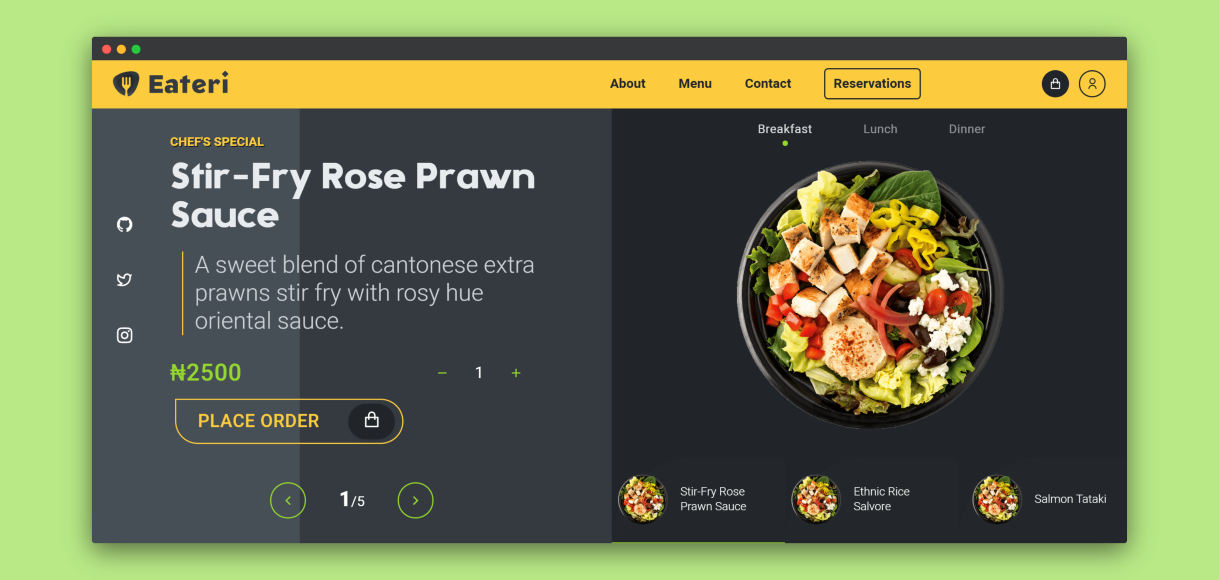 Eateri
About Menu Contact Reservations
CHEF'S SPECIAL
Stir-Fry Rose Prawn
Sauce
A sweet blend of cantonese extra
prawns stir fry with rosy hue
oriental sauce.
₦2500
− 1 +
PLACE ORDER
1/5
Breakfast Lunch Dinner
Stir-Fry Rose
Prawn Sauce
Ethnic Rice
Salvore
Salmon Tataki